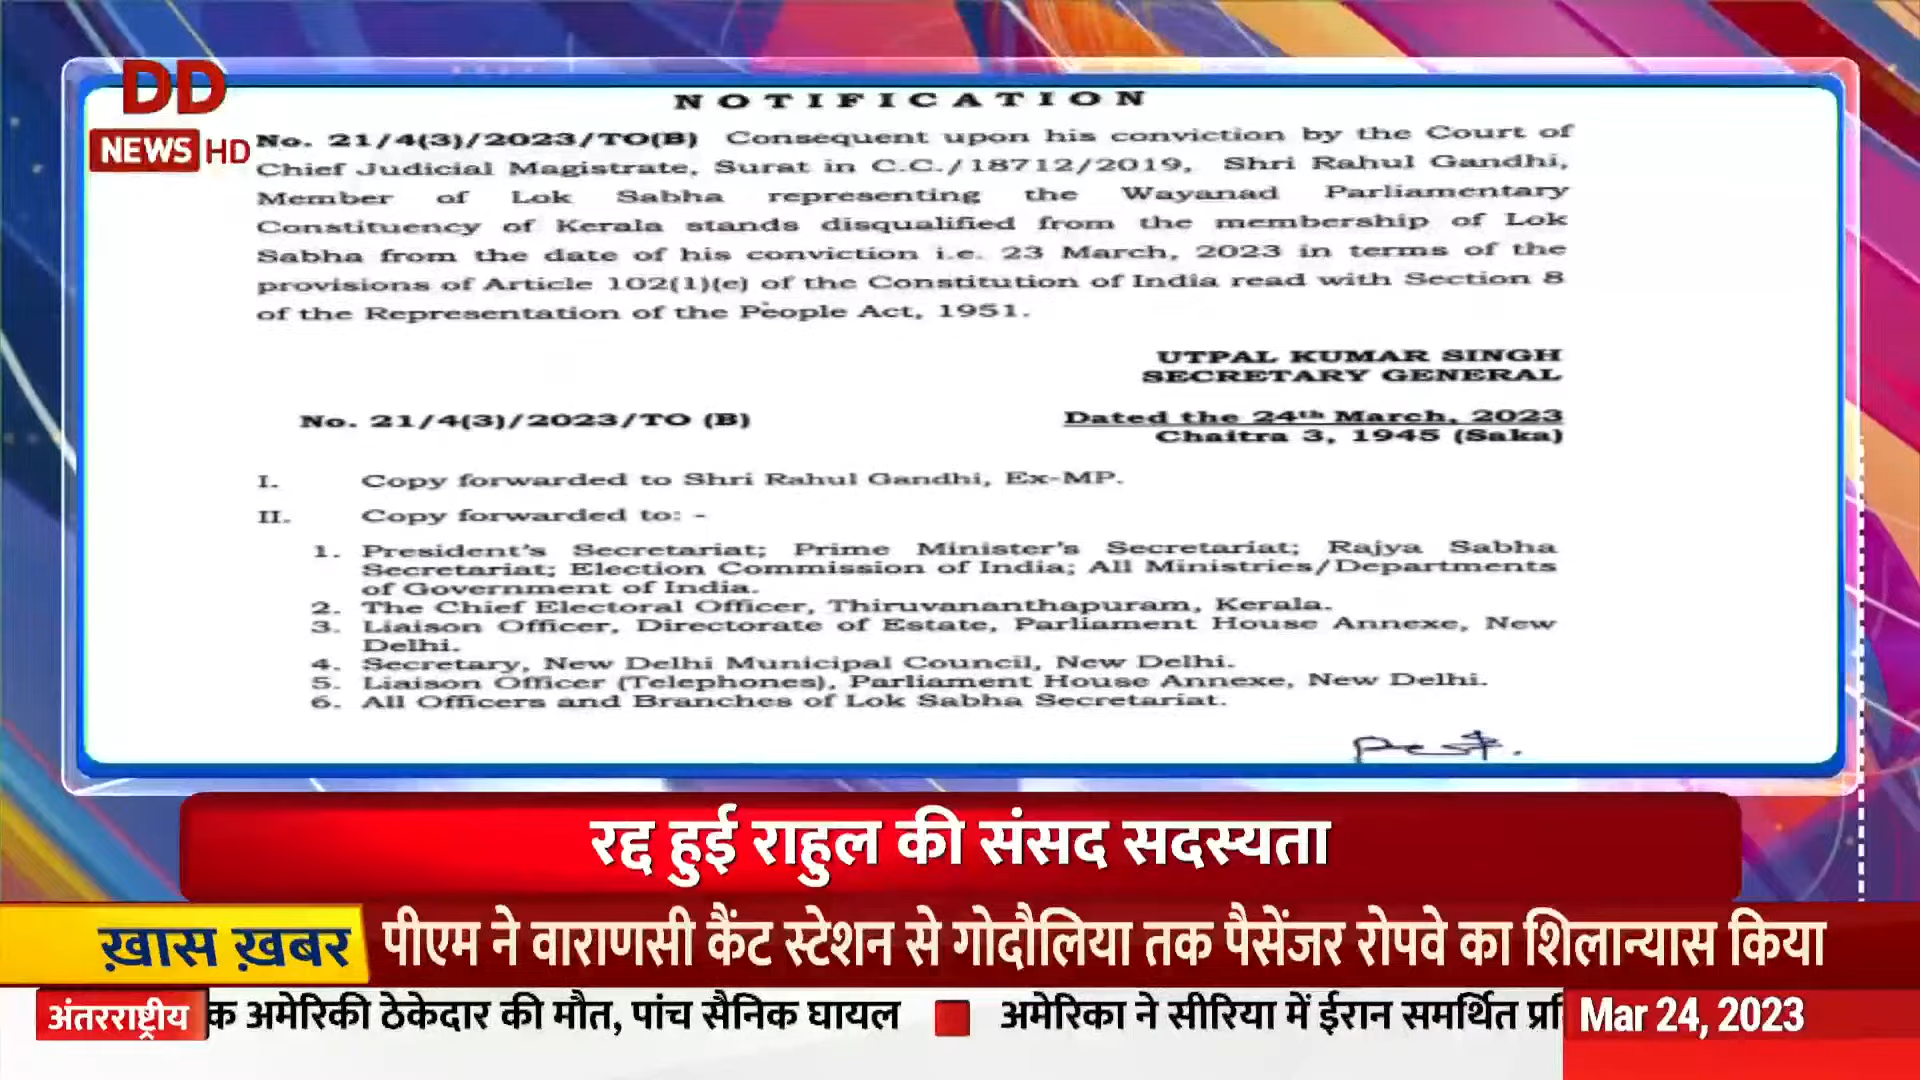 DD
NEWS HD
NOTIFICATION
No. 21/4(3)/2023/TO(B) Consequent upon his conviction by the Court of
Chief Judicial Magistrate, Surat in C.C./18712/2019, Shri Rahul Gandhi,
Member of Lok Sabha representing the Wayanad Parliamentary
Constituency of Kerala stands disqualified from the membership of Lok
Sabha from the date of his conviction i.e. 23 March, 2023 in terms of the
provisions of Article 102(1)(e) of the Constitution of India read with Section 8
of the Representation of the People Act, 1951.
UTPAL KUMAR SINGH
SECRETARY GENERAL
No. 21/4(3)/2023/TO (B)
Dated the 24th March, 2023
Chaitra 3, 1945 (Saka)
I. Copy forwarded to Shri Rahul Gandhi, Ex-MP.
II. Copy forwarded to: -
1. President's Secretariat; Prime Minister's Secretariat; Rajya Sabha
Secretariat; Election Commission of India; All Ministries/Departments
of Government of India.
2. The Chief Electoral Officer, Thiruvananthapuram, Kerala.
3. Liaison Officer, Directorate of Estate, Parliament House Annexe, New
Delhi.
4. Secretary, New Delhi Municipal Council, New Delhi.
5. Liaison Officer (Telephones), Parliament House Annexe, New Delhi.
6. All Officers and Branches of Lok Sabha Secretariat.
रद्द हुई राहुल की संसद सदस्यता
ख़ास ख़बर पीएम ने वाराणसी कैंट स्टेशन से गोदौलिया तक पैसेंजर रोपवे का शिलान्यास किया
अंतरराष्ट्रीय क अमेरिकी ठेकेदार की मौत, पांच सैनिक घायल अमेरिका ने सीरिया में ईरान समर्थित Mar 24, 2023